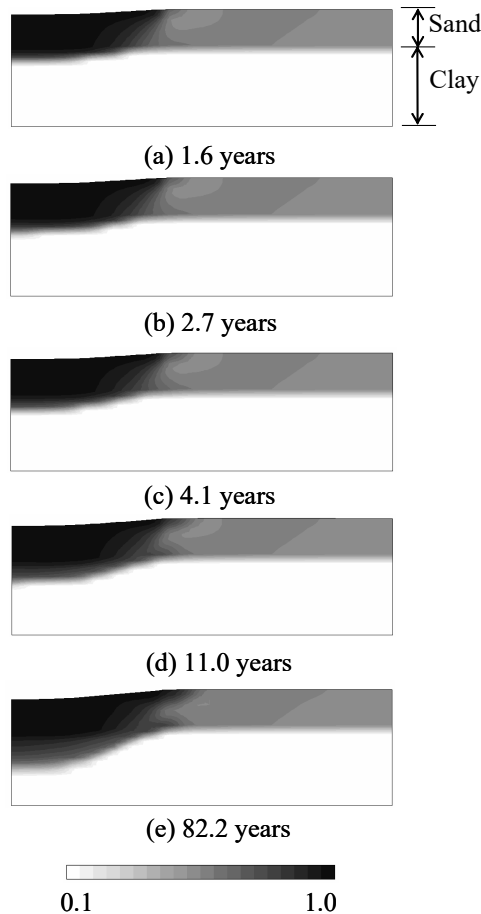 Sand
Clay
(a) 1.6 years
(b) 2.7 years
(c) 4.1 years
(d) 11.0 years
(e) 82.2 years
0.1 1.0